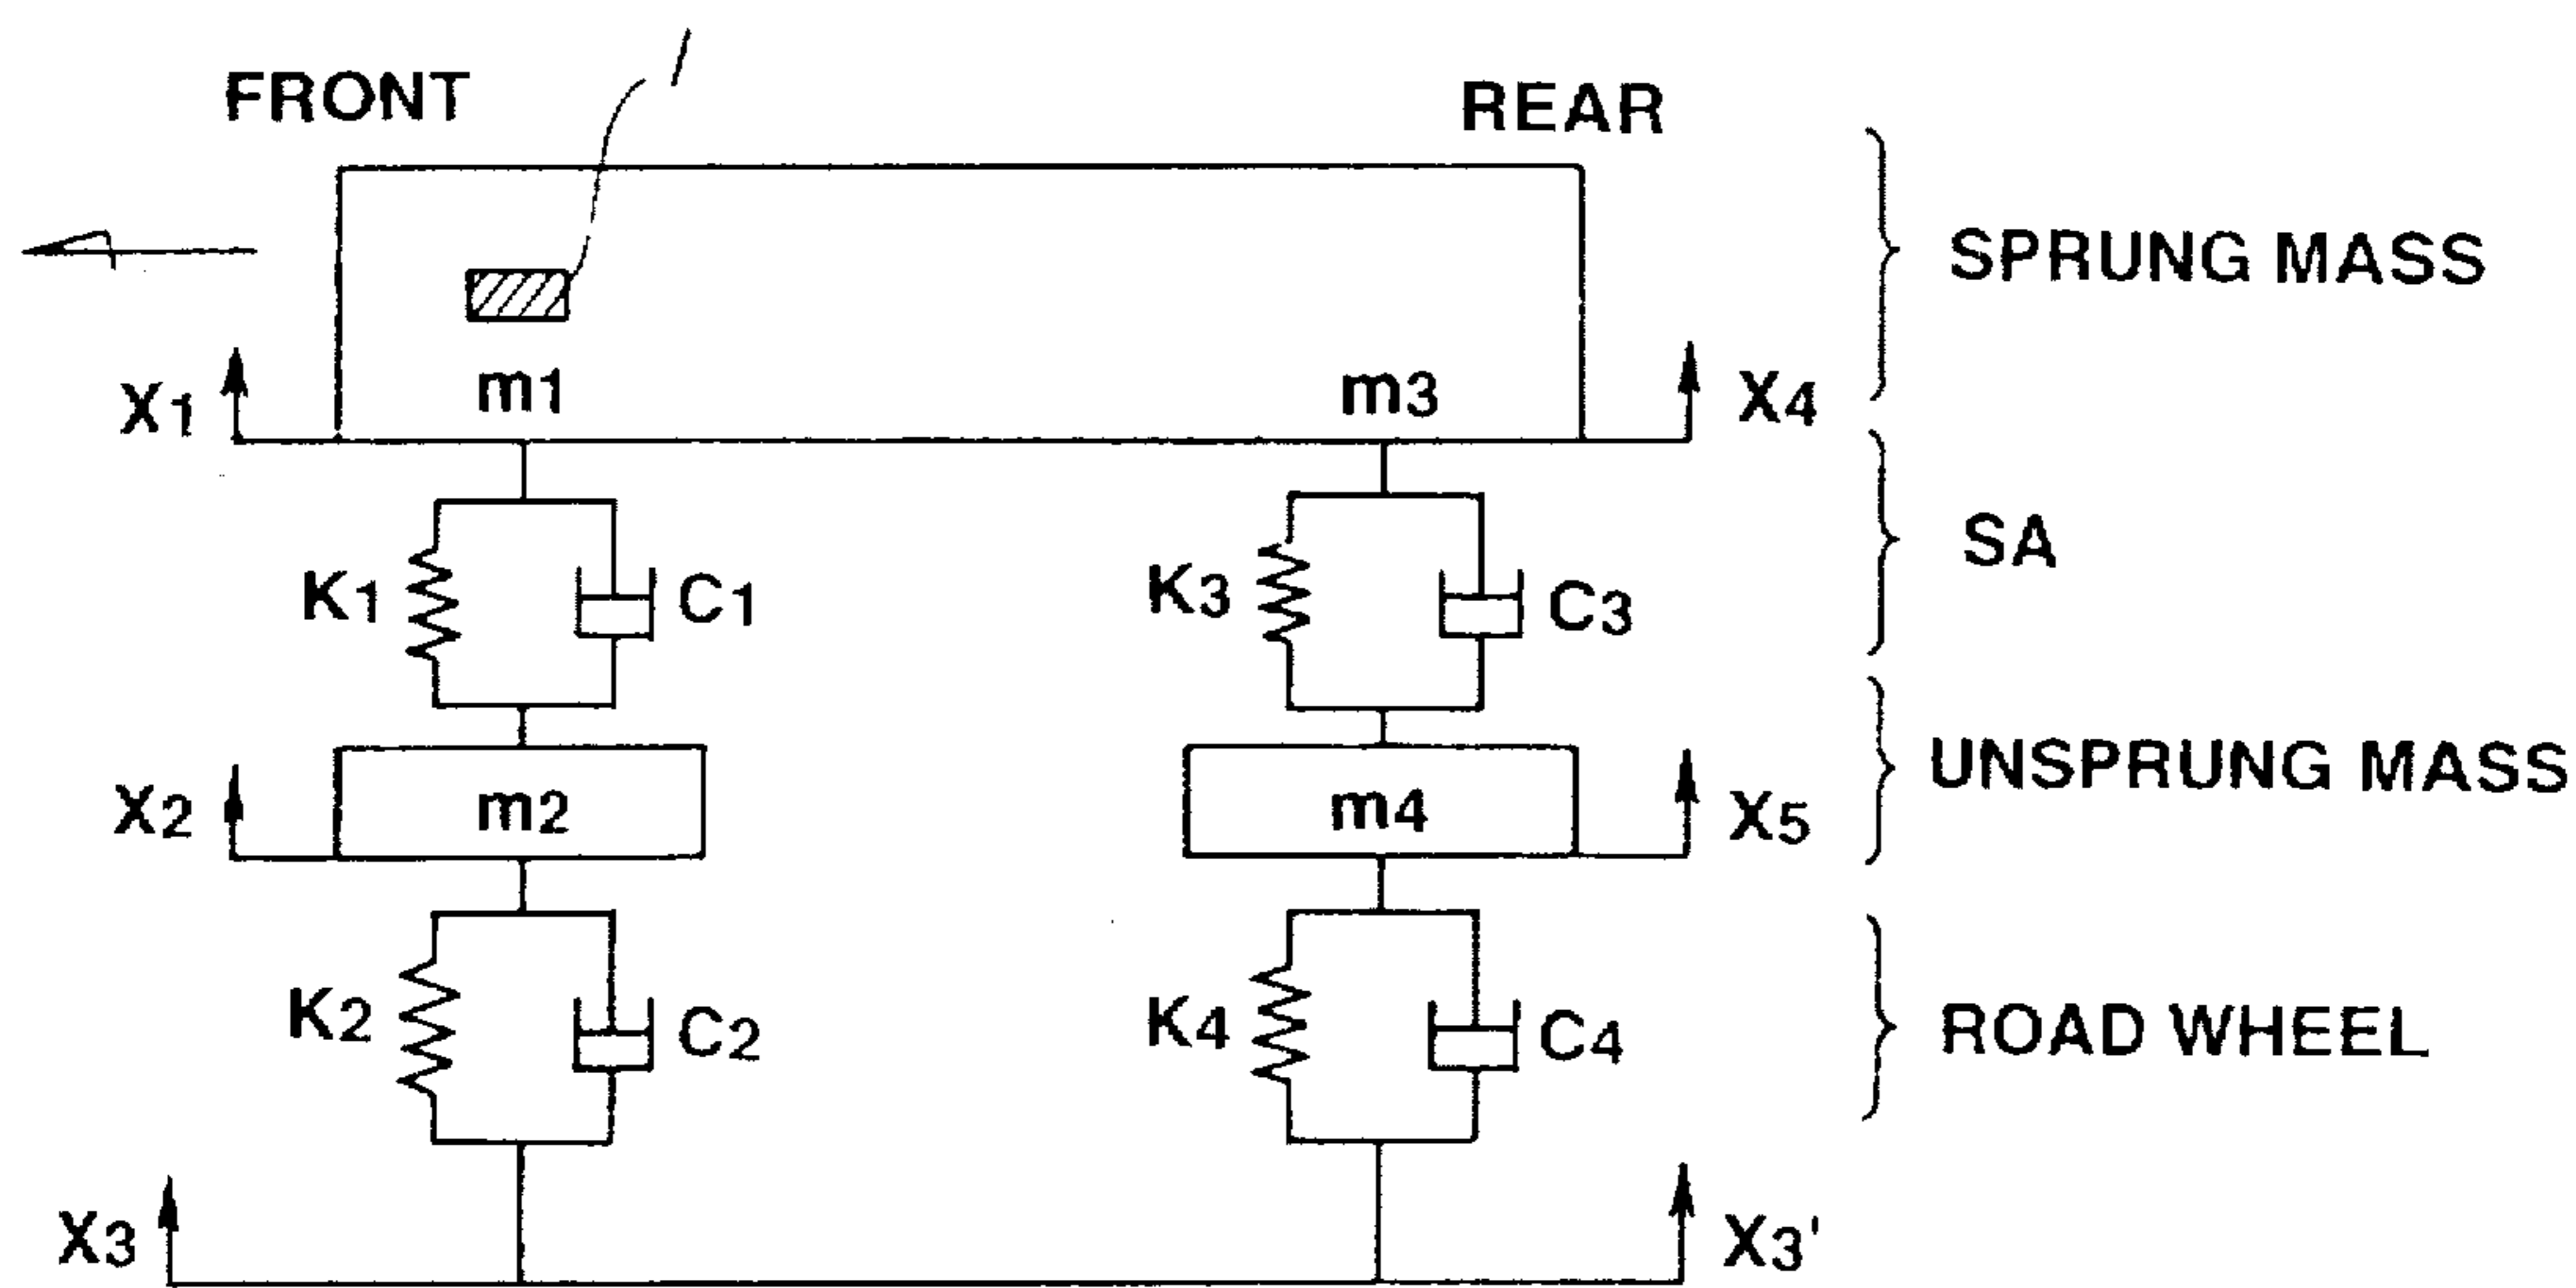 1
FRONT
REAR
SPRUNG MASS
X1
m1
m3
X4
SA
K1
C1
K3
C3
UNSPRUNG MASS
X2
m2
m4
X5
K2
C2
K4
C4
ROAD WHEEL
X3
X3'